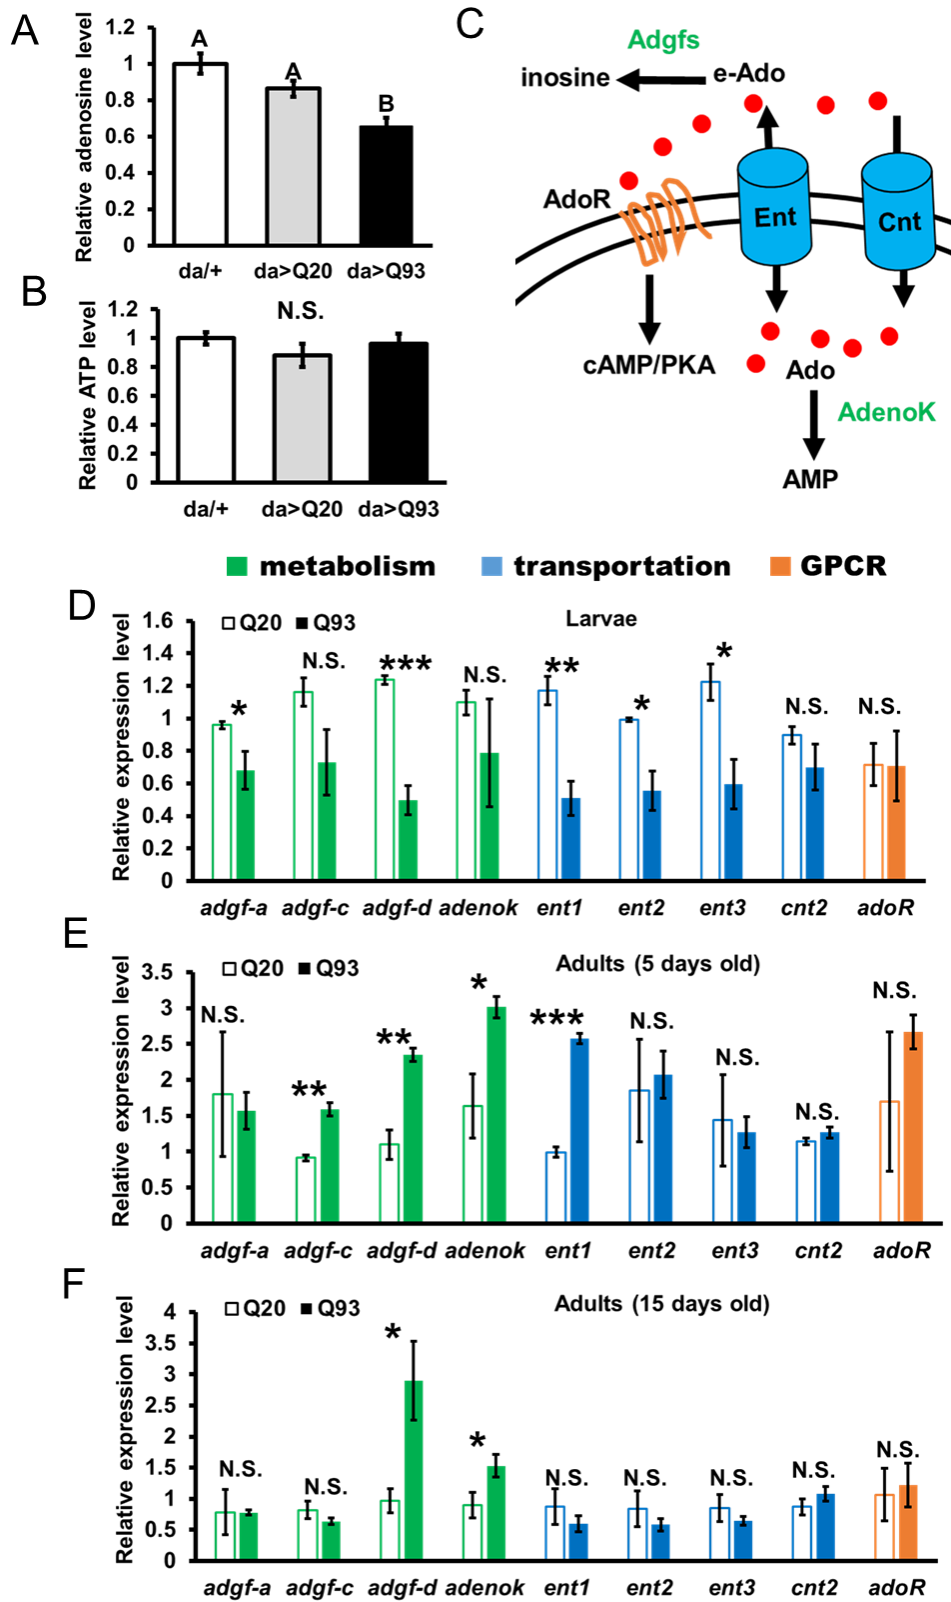 A
Relative adenosine level
1.2
1
0.8
0.6
0.4
0.2
0
A
A
B
da/+ da>Q20 da>Q93
B
Relative ATP level
1.2
1
0.8
0.6
0.4
0.2
0
N.S.
da/+ da>Q20 da>Q93
C
Adgfs
inosine e-Ado
AdoR
Ent
Cnt
cAMP/PKA
Ado
AdenoK
AMP
metabolism transportation GPCR
D
Relative expression level
Q20 Q93
Larvae
1.6
1.4
1.2
1
0.8
0.6
0.4
0.2
0
* N.S. *** N.S. ** * * N.S. N.S.
adgf-a adgf-c adgf-d adenok ent1 ent2 ent3 cnt2 adoR
E
Relative expression level
Q20 Q93
Adults (5 days old)
3.5
3
2.5
2
1.5
1
0.5
0
N.S. ** ** * *** N.S. N.S. N.S. N.S.
adgf-a adgf-c adgf-d adenok ent1 ent2 ent3 cnt2 adoR
F
Relative expression level
Q20 Q93
Adults (15 days old)
4
3.5
3
2.5
2
1.5
1
0.5
0
N.S. N.S. * * N.S. N.S. N.S. N.S. N.S.
adgf-a adgf-c adgf-d adenok ent1 ent2 ent3 cnt2 adoR